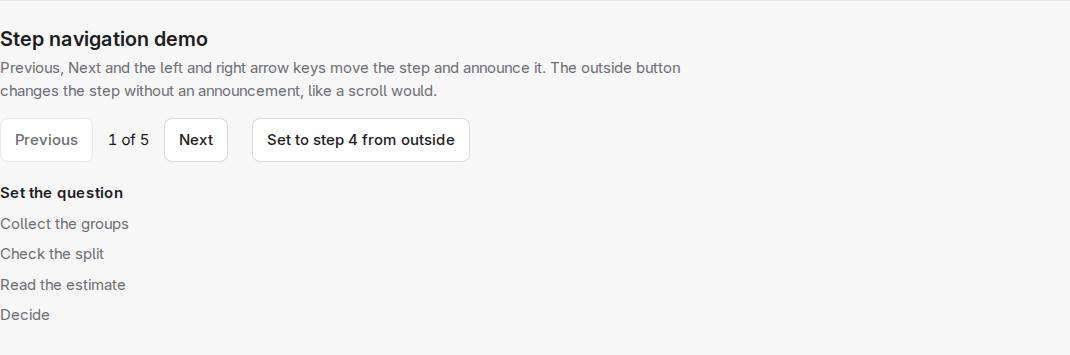 Step navigation demo
Previous, Next and the left and right arrow keys move the step and announce it. The outside button
changes the step without an announcement, like a scroll would.
Previous 1 of 5 Next Set to step 4 from outside
Set the question
Collect the groups
Check the split
Read the estimate
Decide